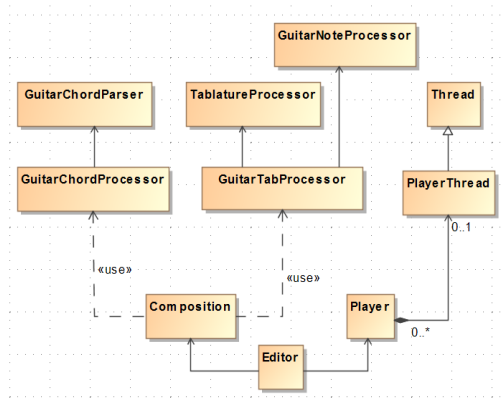 GuitarNoteProcessor
GuitarChordParser
TablatureProcessor
Thread
GuitarChordProcessor
GuitarTabProcessor
PlayerThread
0..1
«use»
«use»
Composition
Player
0..*
Editor